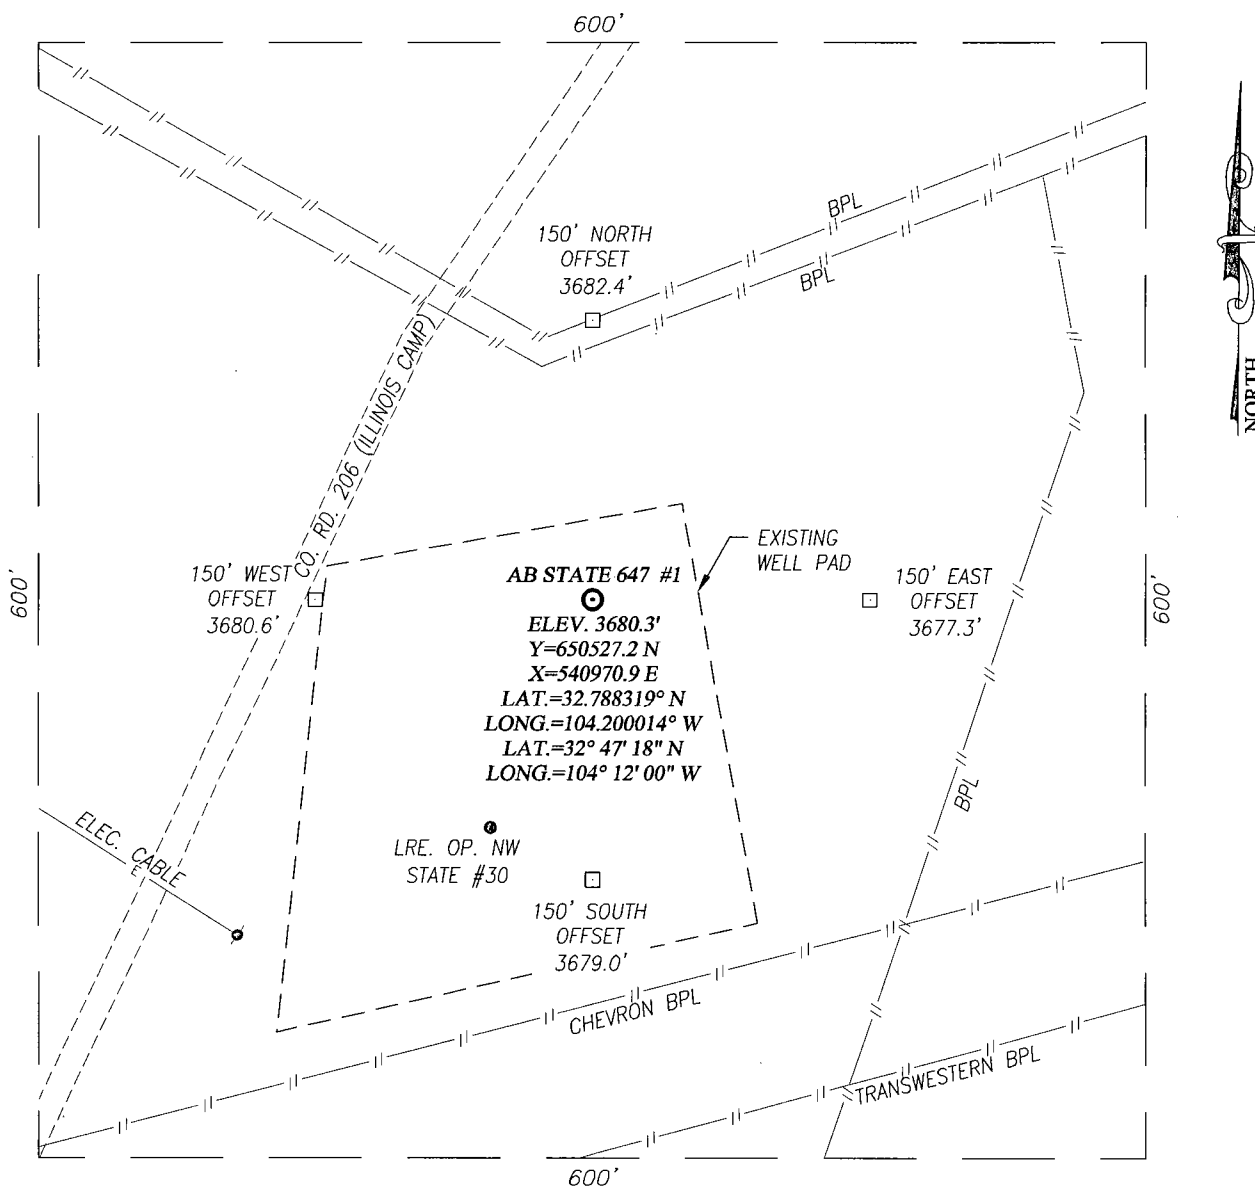 600'
BPL
BPL
150' NORTH
OFFSET
3682.4'
NORTH
CO. RD. 206 (ILLINOIS CAMP)
EXISTING
WELL PAD
150' WEST
OFFSET
3680.6'
AB STATE 647 #1
150' EAST
OFFSET
3677.3'
600'
600'
ELEV. 3680.3'
Y=650527.2 N
X=540970.9 E
LAT.=32.788319° N
LONG.=104.200014° W
LAT.=32° 47' 18" N
LONG.=104° 12' 00" W
BPL
ELEC. CABLE
E
LRE. OP. NW
STATE #30
150' SOUTH
OFFSET
3679.0'
CHEVRON BPL
TRANSWESTERN BPL
600'